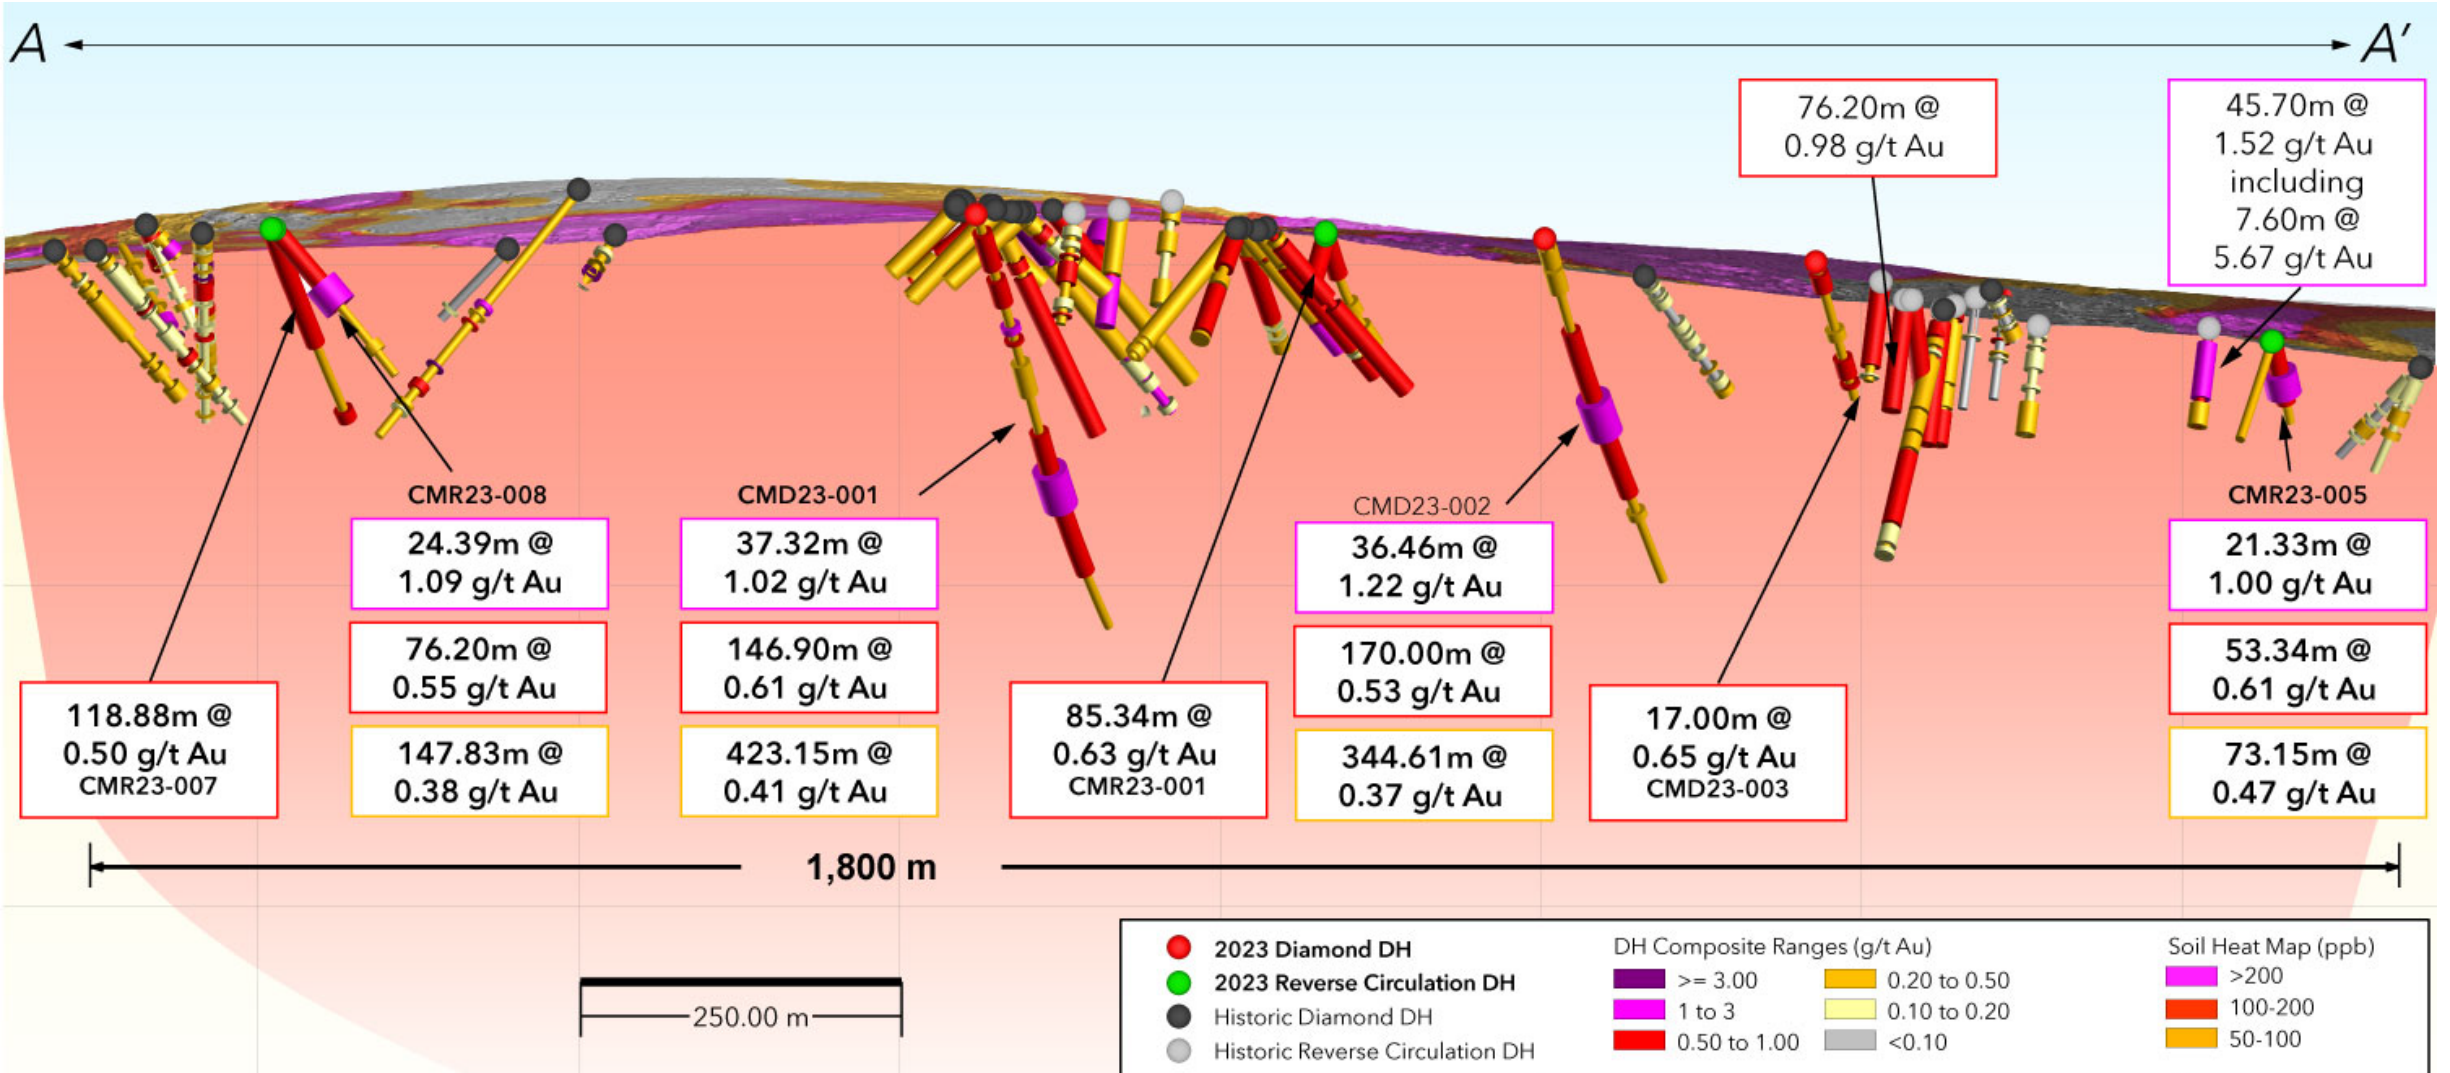 A
A'
76.20m @
0.98 g/t Au
45.70m @
1.52 g/t Au
including
7.60m @
5.67 g/t Au
CMR23-008
24.39m @
1.09 g/t Au
76.20m @
0.55 g/t Au
147.83m @
0.38 g/t Au
CMD23-001
37.32m @
1.02 g/t Au
146.90m @
0.61 g/t Au
423.15m @
0.41 g/t Au
CMD23-002
36.46m @
1.22 g/t Au
170.00m @
0.53 g/t Au
344.61m @
0.37 g/t Au
CMR23-005
21.33m @
1.00 g/t Au
53.34m @
0.61 g/t Au
73.15m @
0.47 g/t Au
118.88m @
0.50 g/t Au
CMR23-007
85.34m @
0.63 g/t Au
CMR23-001
17.00m @
0.65 g/t Au
CMD23-003
1,800 m
250.00 m
2023 Diamond DH
2023 Reverse Circulation DH
Historic Diamond DH
Historic Reverse Circulation DH
DH Composite Ranges (g/t Au)
>= 3.00
1 to 3
0.50 to 1.00
0.20 to 0.50
0.10 to 0.20
<0.10
Soil Heat Map (ppb)
>200
100-200
50-100